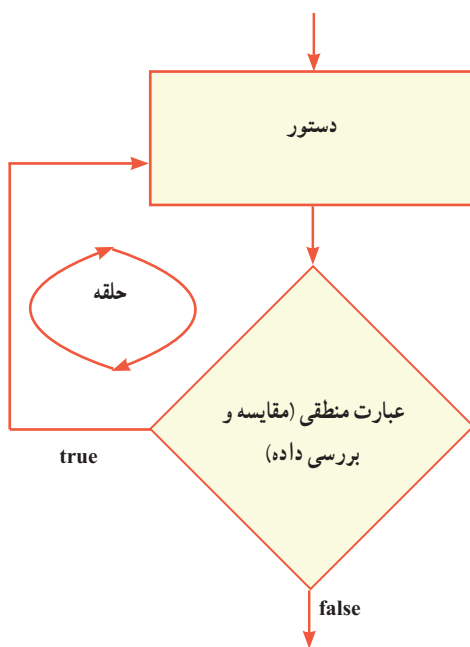 دستور
حلقه
عبارت منطقی (مقایسه و
بررسی داده)
true
false